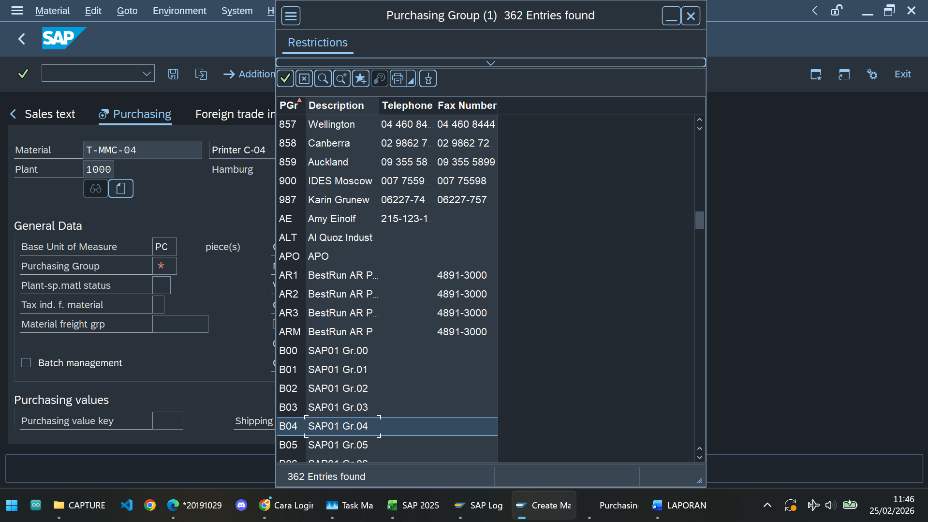 Material Edit Goto Environment System H
Purchasing Group (1) 362 Entries found
SAP
Restrictions
Addition
Exit
Sales text Purchasing Foreign trade in
PGr Description Telephone Fax Number
857 Wellington 04 460 84.. 04 460 8444
858 Canberra 02 9862 7.. 02 9862 72
859 Auckland 09 355 58.. 09 355 5899
900 IDES Moscow 007 7559 007 75598
987 Karin Grunew 06227-74 06227-757
AE Amy Einolf 215-123-1
ALT Al Quoz Indust
APO APO
AR1 BestRun AR P... 4891-3000
AR2 BestRun AR P... 4891-3000
AR3 BestRun AR P... 4891-3000
ARM BestRun AR P 4891-3000
B00 SAP01 Gr.00
B01 SAP01 Gr.01
B02 SAP01 Gr.02
B03 SAP01 Gr.03
B04 SAP01 Gr.04
B05 SAP01 Gr.05
362 Entries found
Material T-MMC-04 Printer C-04
Plant 1000 Hamburg
General Data
Base Unit of Measure PC piece(s)
Purchasing Group *
Plant-sp.matl status
Tax ind. f. material
Material freight grp
Batch management
Purchasing values
Purchasing value key Shipping
CAPTURE *20191029 Cara Login Task Ma SAP 2025 SAP Log Create Ma Purchasin LAPORAN
11:46
25/02/2026